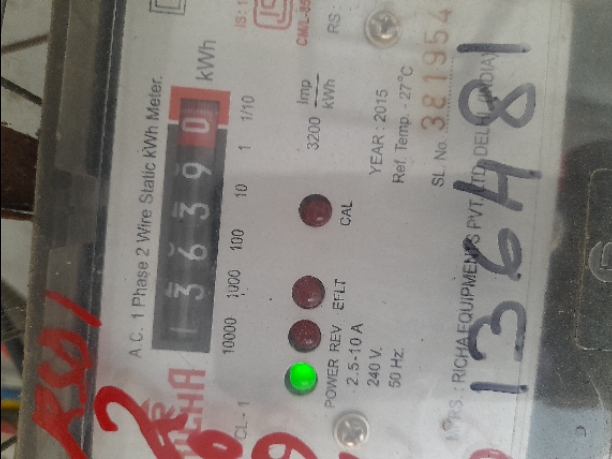 A.C. 1 Phase 2 Wire Static kWh Meter.
1 3 6 3 9 0 kWh
10000 1000 100 10 1 1/10
CL - 1
3200 Imp
kWh
POWER REV EFLT CAL
2.5-10 A
240 V.
50 Hz.
YEAR : 2015
Ref. Temp. - 27°C
SL. No. 381954
MFRS. : RICHA EQUIPMENTS PVT. LTD. DELHI (INDIA)
136481